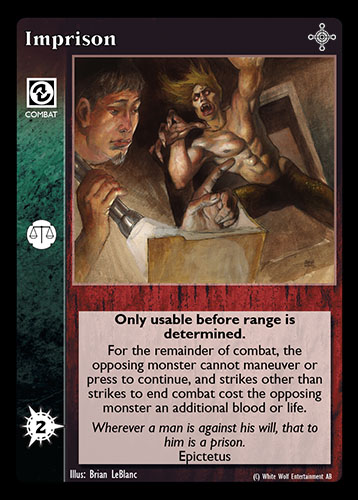 Imprison
COMBAT
Only usable before range is
determined.
For the remainder of combat, the
opposing monster cannot maneuver or
press to continue, and strikes other than
strikes to end combat cost the opposing
monster an additional blood or life.
Wherever a man is against his will, that to
him is a prison.
Epictetus
2
Illus: Brian LeBlanc
(C) White Wolf Entertainment AB